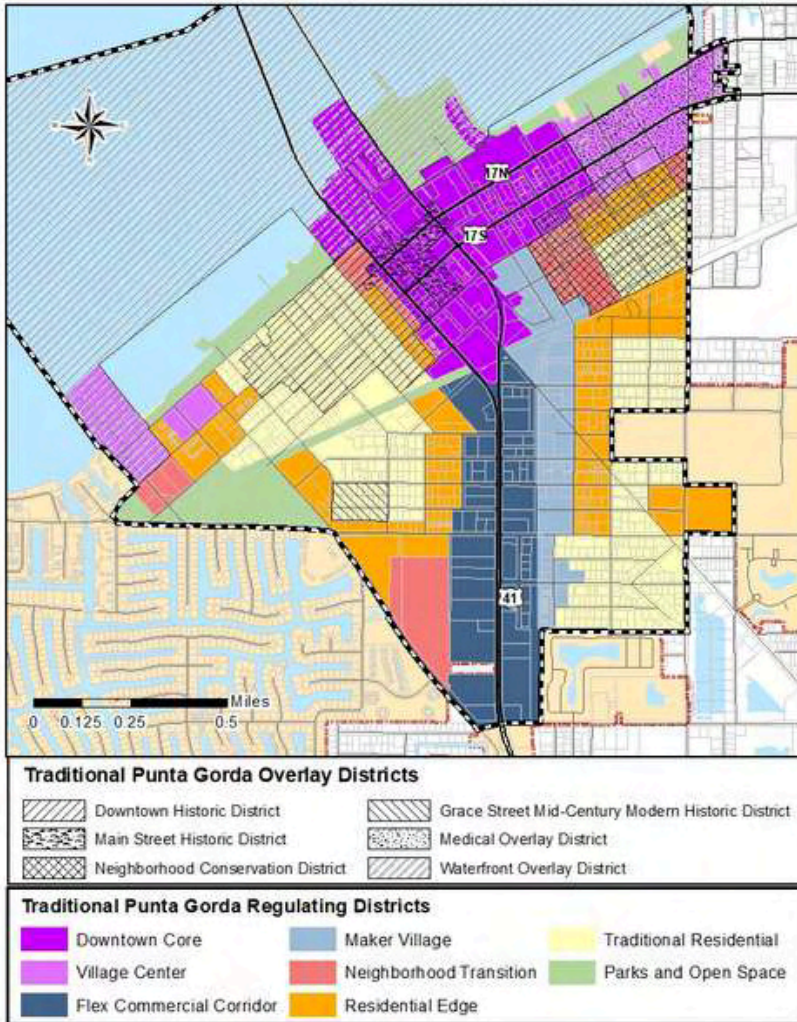 17N
17S
41
Miles
0 0.125 0.25 0.5
Traditional Punta Gorda Overlay Districts
Downtown Historic District
Grace Street Mid-Century Modern Historic District
Main Street Historic District
Medical Overlay District
Neighborhood Conservation District
Waterfront Overlay District
Traditional Punta Gorda Regulating Districts
Downtown Core
Maker Village
Traditional Residential
Village Center
Neighborhood Transition
Parks and Open Space
Flex Commercial Corridor
Residential Edge